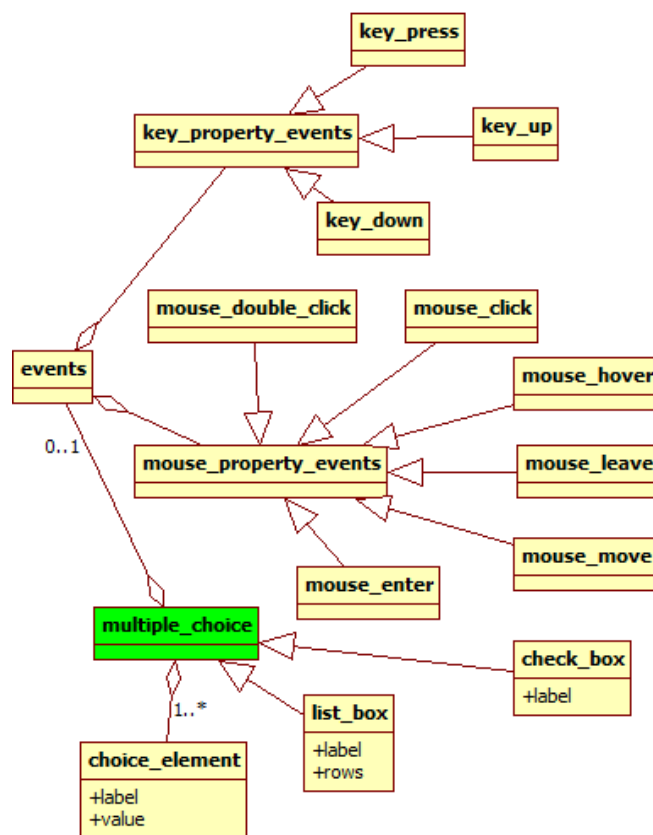 key_press
key_property_events
key_up
key_down
mouse_double_click
mouse_click
events
mouse_hover
0..1
mouse_property_events
mouse_leave
mouse_move
mouse_enter
multiple_choice
check_box
+label
1..*
list_box
+label
+rows
choice_element
+label
+value